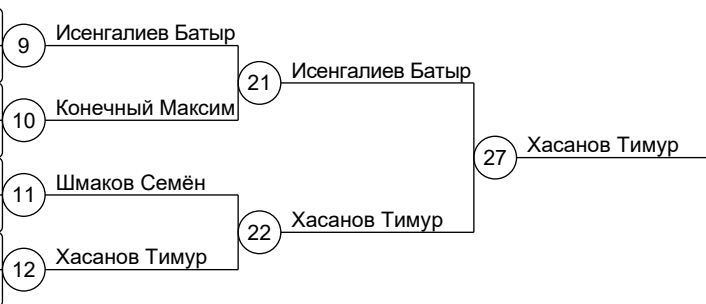 9 Исенгалиев Батыр
21 Исенгалиев Батыр
10 Конечный Максим
27 Хасанов Тимур
11 Шмаков Семён
22 Хасанов Тимур
12 Хасанов Тимур